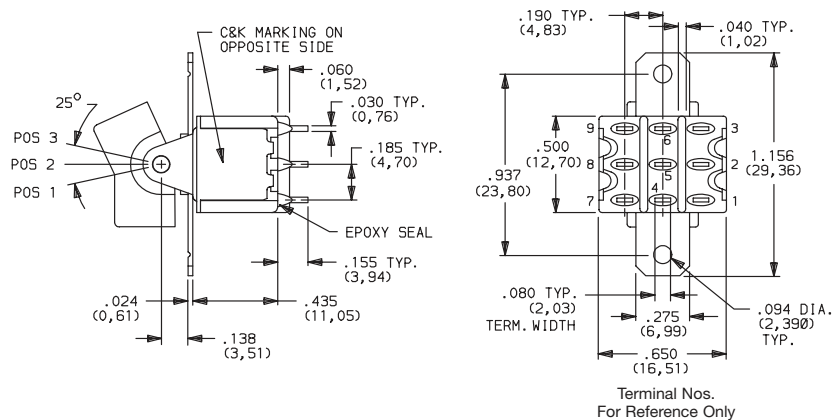 C&K MARKING ON
OPPOSITE SIDE
.060
(1,52)
.030 TYP.
(0,76)
.185 TYP.
(4,70)
25°
POS 3
POS 2
POS 1
EPOXY SEAL
.155 TYP.
(3,94)
.024
(0,61)
.435
(11,05)
.138
(3,51)
.190 TYP.
(4,83)
.040 TYP.
(1,02)
9
6
3
.500
(12,70)
8
5
2
1.156
(29,36)
.937
(23,80)
7
4
1
.080 TYP.
(2,03)
TERM. WIDTH
.275
(6,99)
.094 DIA.
(2,390)
TYP.
.650
(16,51)
Terminal Nos.
For Reference Only